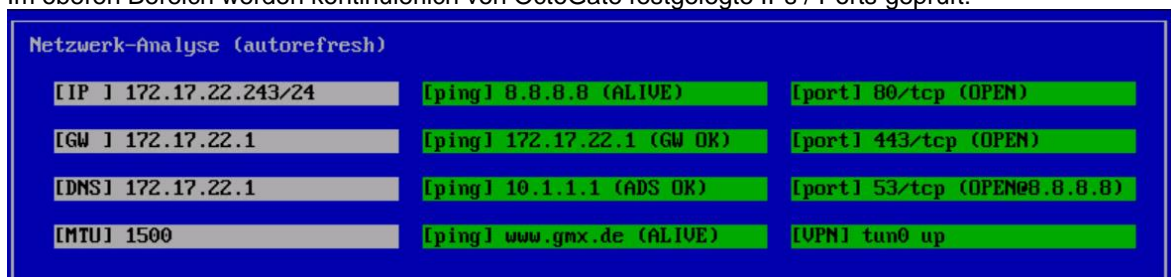 Im oberen Bereich werden kontinuierlich von OctoGate festgelegte IPs / Ports geprüft.
Netzwerk-Analyse (autorefresh)
[IP ] 172.17.22.243/24 [ping] 8.8.8.8 (ALIVE) [port] 80/tcp (OPEN)
[GW ] 172.17.22.1 [ping] 172.17.22.1 (GW OK) [port] 443/tcp (OPEN)
[DNS] 172.17.22.1 [ping] 10.1.1.1 (ADS OK) [port] 53/tcp (OPEN@8.8.8.8)
[MTU] 1500 [ping] www.gmx.de (ALIVE) [VPN] tun0 up